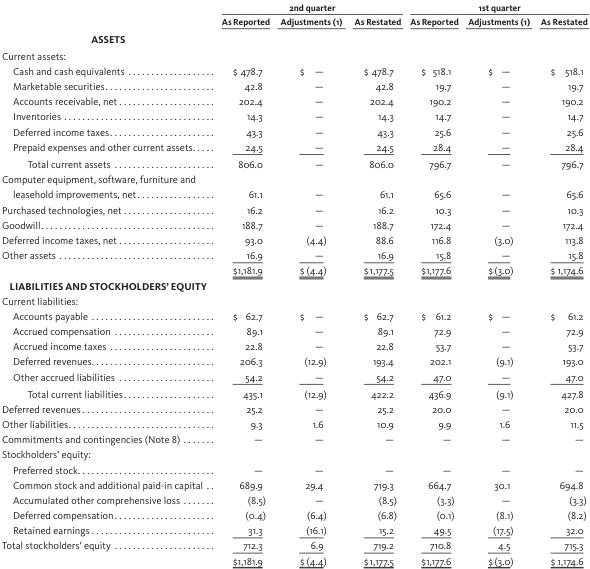 2nd quarter 1st quarter
As Reported Adjustments (1) As Restated As Reported Adjustments (1) As Restated
ASSETS
Current assets:
Cash and cash equivalents ................... $ 478.7 $ — $ 478.7 $ 518.1 $ — $ 518.1
Marketable securities........................ 42.8 — 42.8 19.7 — 19.7
Accounts receivable, net ..................... 202.4 — 202.4 190.2 — 190.2
Inventories .................................. 14.3 — 14.3 14.7 — 14.7
Deferred income taxes........................ 43.3 — 43.3 25.6 — 25.6
Prepaid expenses and other current assets..... 24.5 — 24.5 28.4 — 28.4
Total current assets ...................... 806.0 — 806.0 796.7 — 796.7
Computer equipment, software, furniture and
leasehold improvements, net.................. 61.1 — 61.1 65.6 — 65.6
Purchased technologies, net ................... 16.2 — 16.2 10.3 — 10.3
Goodwill....................................... 188.7 — 188.7 172.4 — 172.4
Deferred income taxes, net .................... 93.0 (4.4) 88.6 116.8 (3.0) 113.8
Other assets .................................. 16.9 — 16.9 15.8 — 15.8
$1,181.9 $ (4.4) $1,177.5 $1,177.6 $ (3.0) $ 1,174.6
LIABILITIES AND STOCKHOLDERS' EQUITY
Current liabilities:
Accounts payable ............................. $ 62.7 $ — $ 62.7 $ 61.2 $ — $ 61.2
Accrued compensation ........................ 89.1 — 89.1 72.9 — 72.9
Accrued income taxes ........................ 22.8 — 22.8 53.7 — 53.7
Deferred revenues............................ 206.3 (12.9) 193.4 202.1 (9.1) 193.0
Other accrued liabilities ..................... 54.2 — 54.2 47.0 — 47.0
Total current liabilities.................... 435.1 (12.9) 422.2 436.9 (9.1) 427.8
Deferred revenues ............................. 25.2 — 25.2 20.0 — 20.0
Other liabilities............................... 9.3 1.6 10.9 9.9 1.6 11.5
Commitments and contingencies (Note 8) ....... — — — — — —
Stockholders' equity:
Preferred stock............................... — — — — — —
Common stock and additional paid-in capital .. 689.9 29.4 719.3 664.7 30.1 694.8
Accumulated other comprehensive loss ....... (8.5) — (8.5) (3.3) — (3.3)
Deferred compensation....................... (0.4) (6.4) (6.8) (0.1) (8.1) (8.2)
Retained earnings ............................ 31.3 (16.1) 15.2 49.5 (17.5) 32.0
Total stockholders' equity ...................... 712.3 6.9 719.2 710.8 4.5 715.3
$1,181.9 $ (4.4) $1,177.5 $1,177.6 $ (3.0) $ 1,174.6